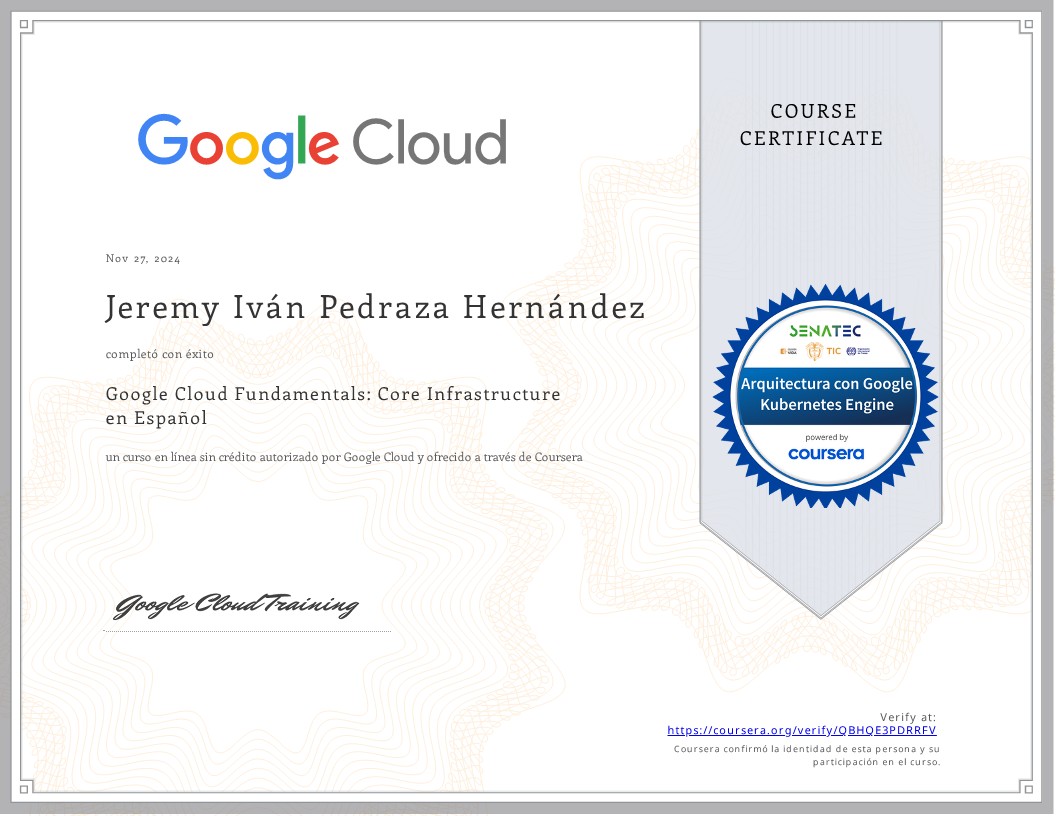 Google Cloud
COURSE
CERTIFICATE
Nov 27, 2024
Jeremy Iván Pedraza Hernández
completó con éxito
Google Cloud Fundamentals: Core Infrastructure
en Español
un curso en línea sin crédito autorizado por Google Cloud y ofrecido a través de Coursera
SENATEC
TIC
Arquitectura con Google
Kubernetes Engine
powered by
coursera
Google Cloud Training
Verify at:
https://coursera.org/verify/QBHQE3PDRRFV
Coursera confirmó la identidad de esta persona y su
participación en el curso.